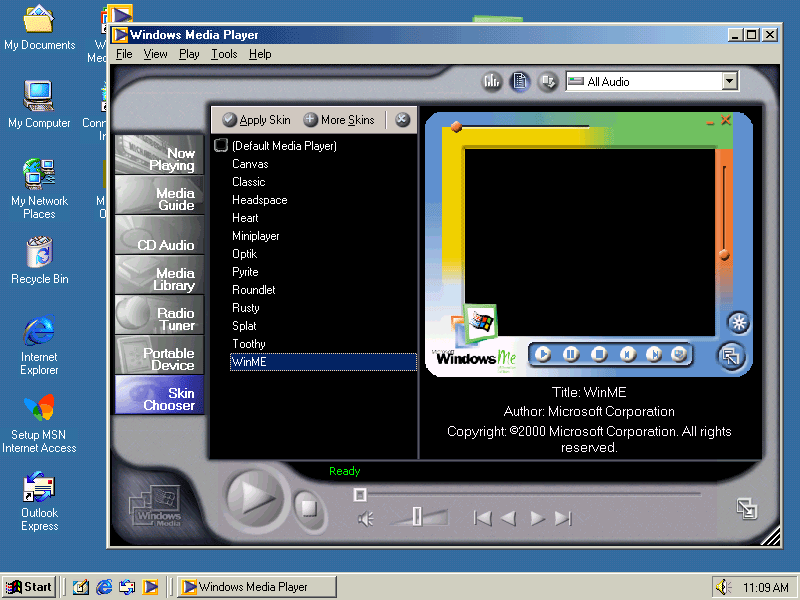 My Documents
My Computer
My Network
Places
Recycle Bin
Internet
Explorer
Setup MSN
Internet Access
Outlook
Express
W
Med
Conn
In
M
O
Windows Media Player
File View Play Tools Help
All Audio
Apply Skin More Skins
Now
Playing
Media
Guide
CD Audio
Media
Library
Radio
Tuner
Portable
Device
Skin
Chooser
(Default Media Player)
Canvas
Classic
Headspace
Heart
Miniplayer
Optik
Pyrite
Roundlet
Rusty
Splat
Toothy
WinME
Windows Me
Title: WinME
Author: Microsoft Corporation
Copyright: ©2000 Microsoft Corporation. All rights
reserved.
Ready
Windows
Media
Start
Windows Media Player
11:09 AM